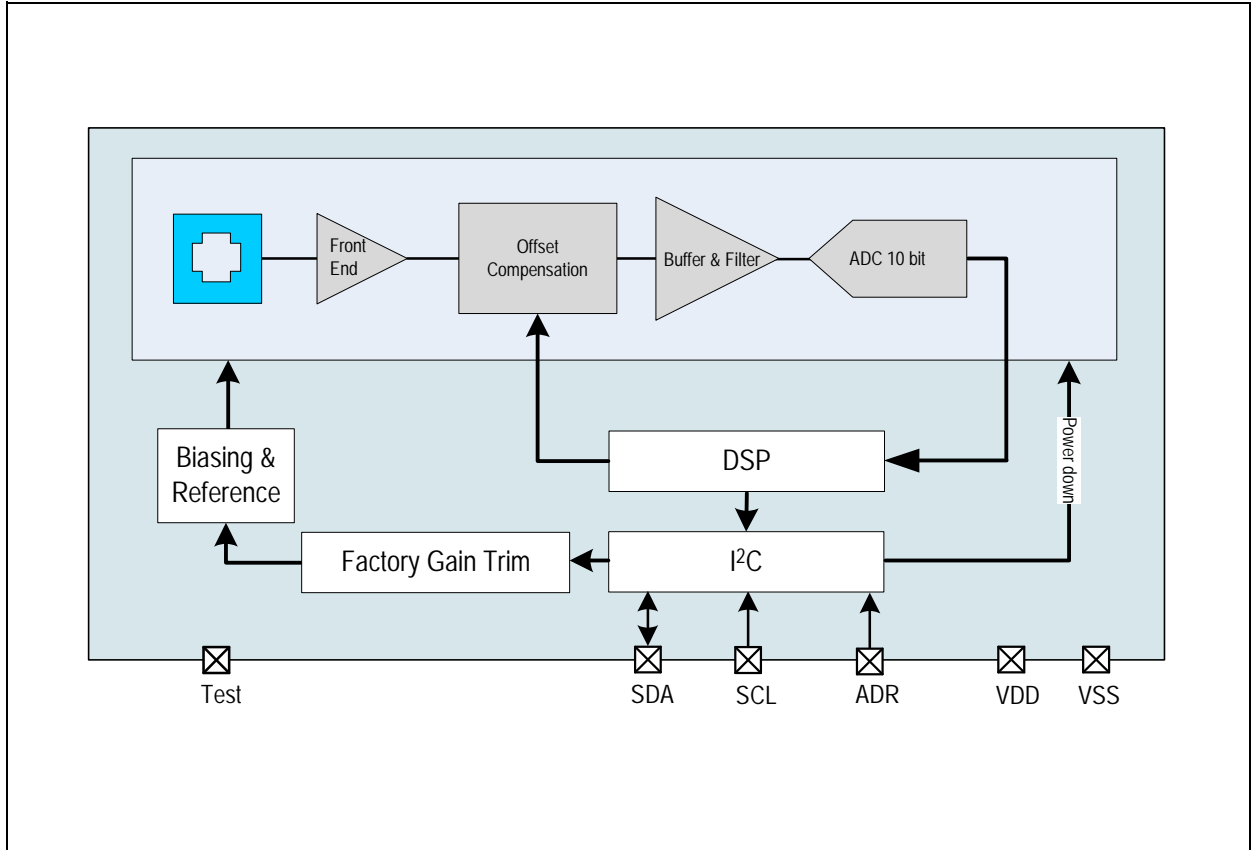 Front
End
Offset
Compensation
Buffer & Filter
ADC 10 bit
Biasing &
Reference
DSP
Power down
Factory Gain Trim
I²C
Test
SDA
SCL
ADR
VDD
VSS